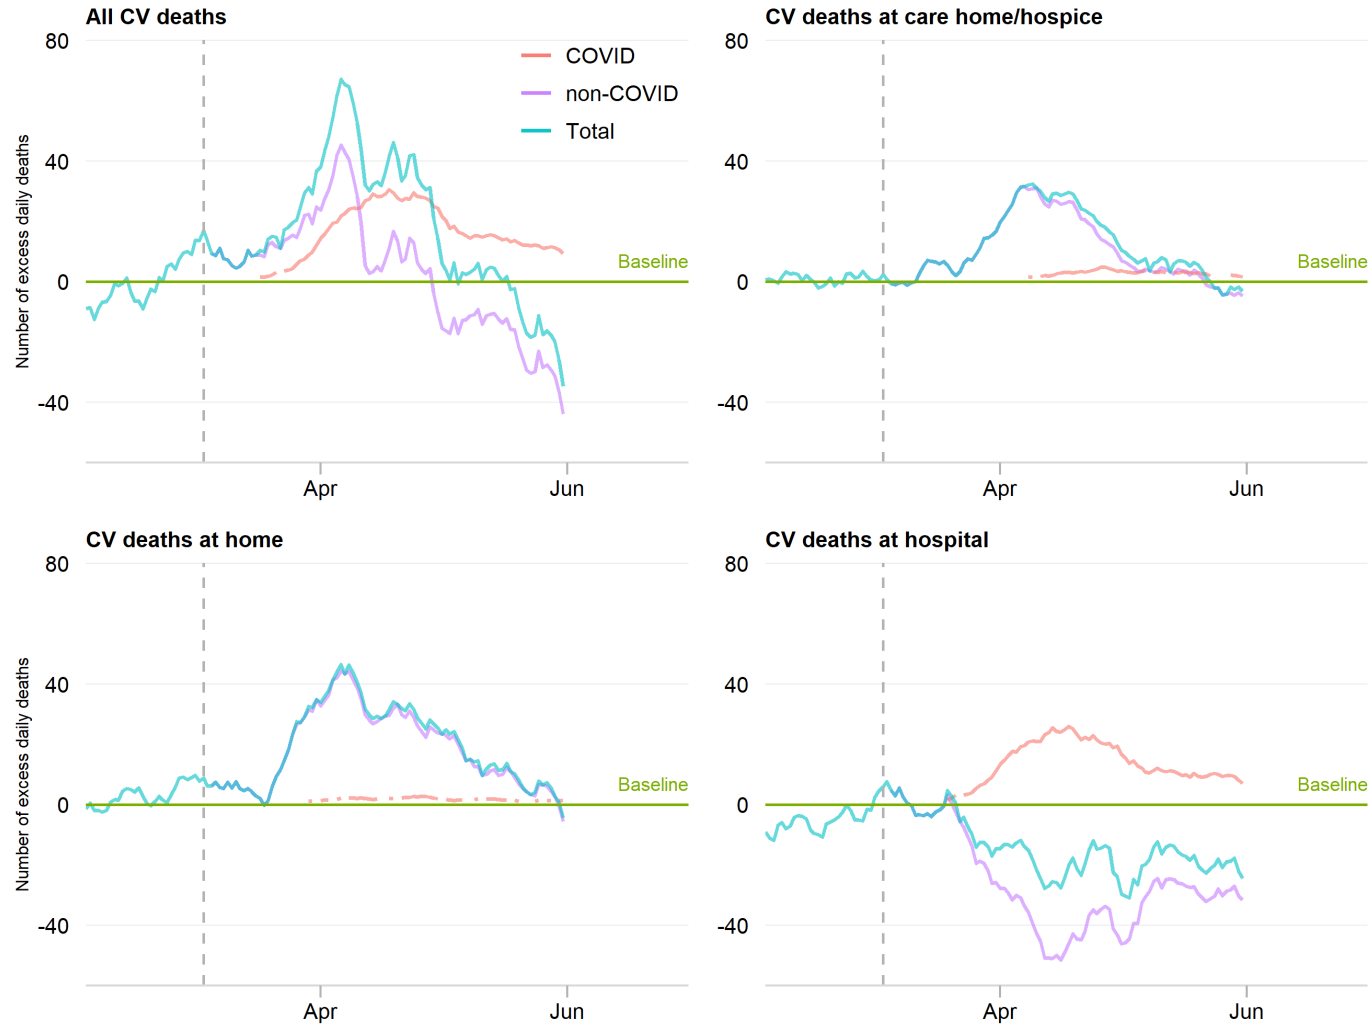 All CV deaths
80
40
0
-40
Number of excess daily deaths
COVID
non-COVID
Total
Baseline
Apr
Jun
CV deaths at care home/hospice
80
40
0
-40
Baseline
Apr
Jun
CV deaths at home
80
40
0
-40
Number of excess daily deaths
Baseline
Apr
Jun
CV deaths at hospital
80
40
0
-40
Baseline
Apr
Jun